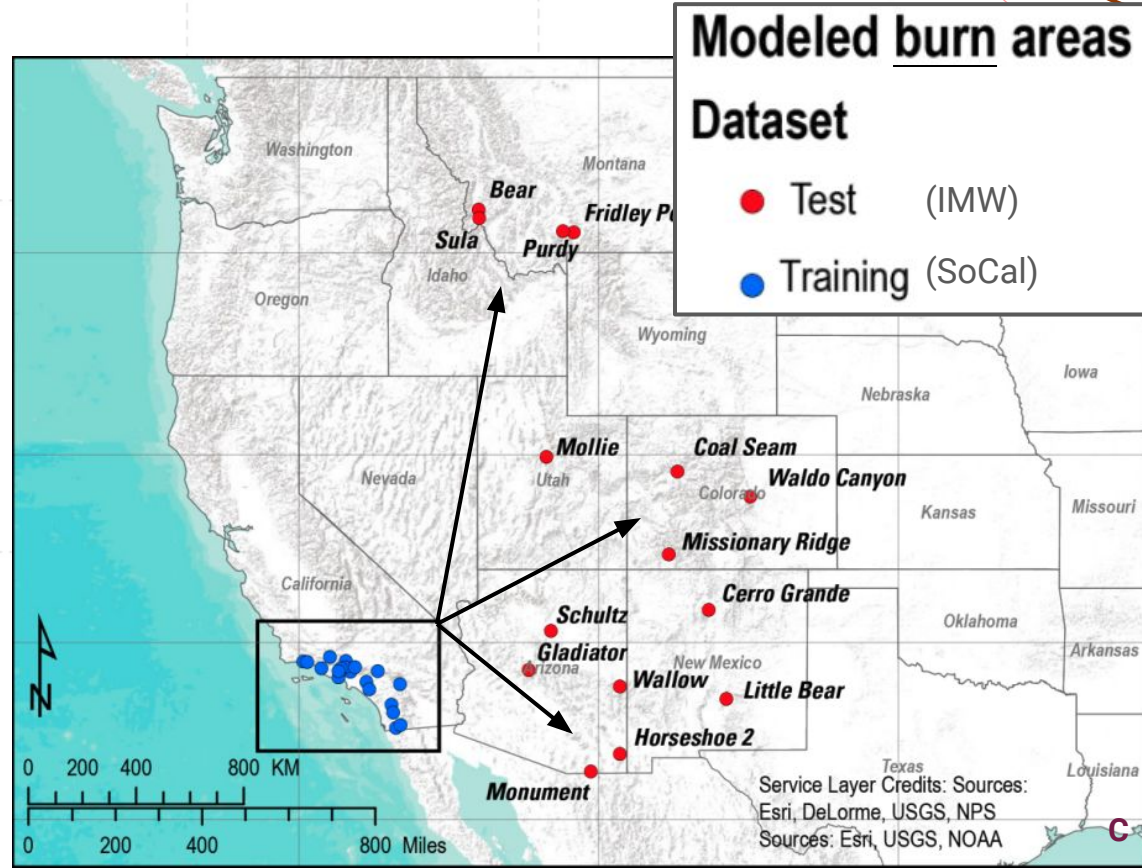 Modeled burn areas
Dataset
Test (IMW)
Training (SoCal)
Washington
Montana
Bear
Fridley
Sula
Purdy
Idaho
Oregon
Wyoming
Iowa
Nebraska
Mollie
Coal Seam
Nevada
Utah
Colorado
Waldo Canyon
Kansas
Missouri
Missionary Ridge
California
Cerro Grande
Schultz
Oklahoma
Gladiator
Arizona
New Mexico
Arkansas
Wallow
Little Bear
Horseshoe 2
Monument
Texas
Louisiana
N
0 200 400 800 KM
0 200 400 800 Miles
Service Layer Credits: Sources:
Esri, DeLorme, USGS, NPS
Sources: Esri, USGS, NOAA
C